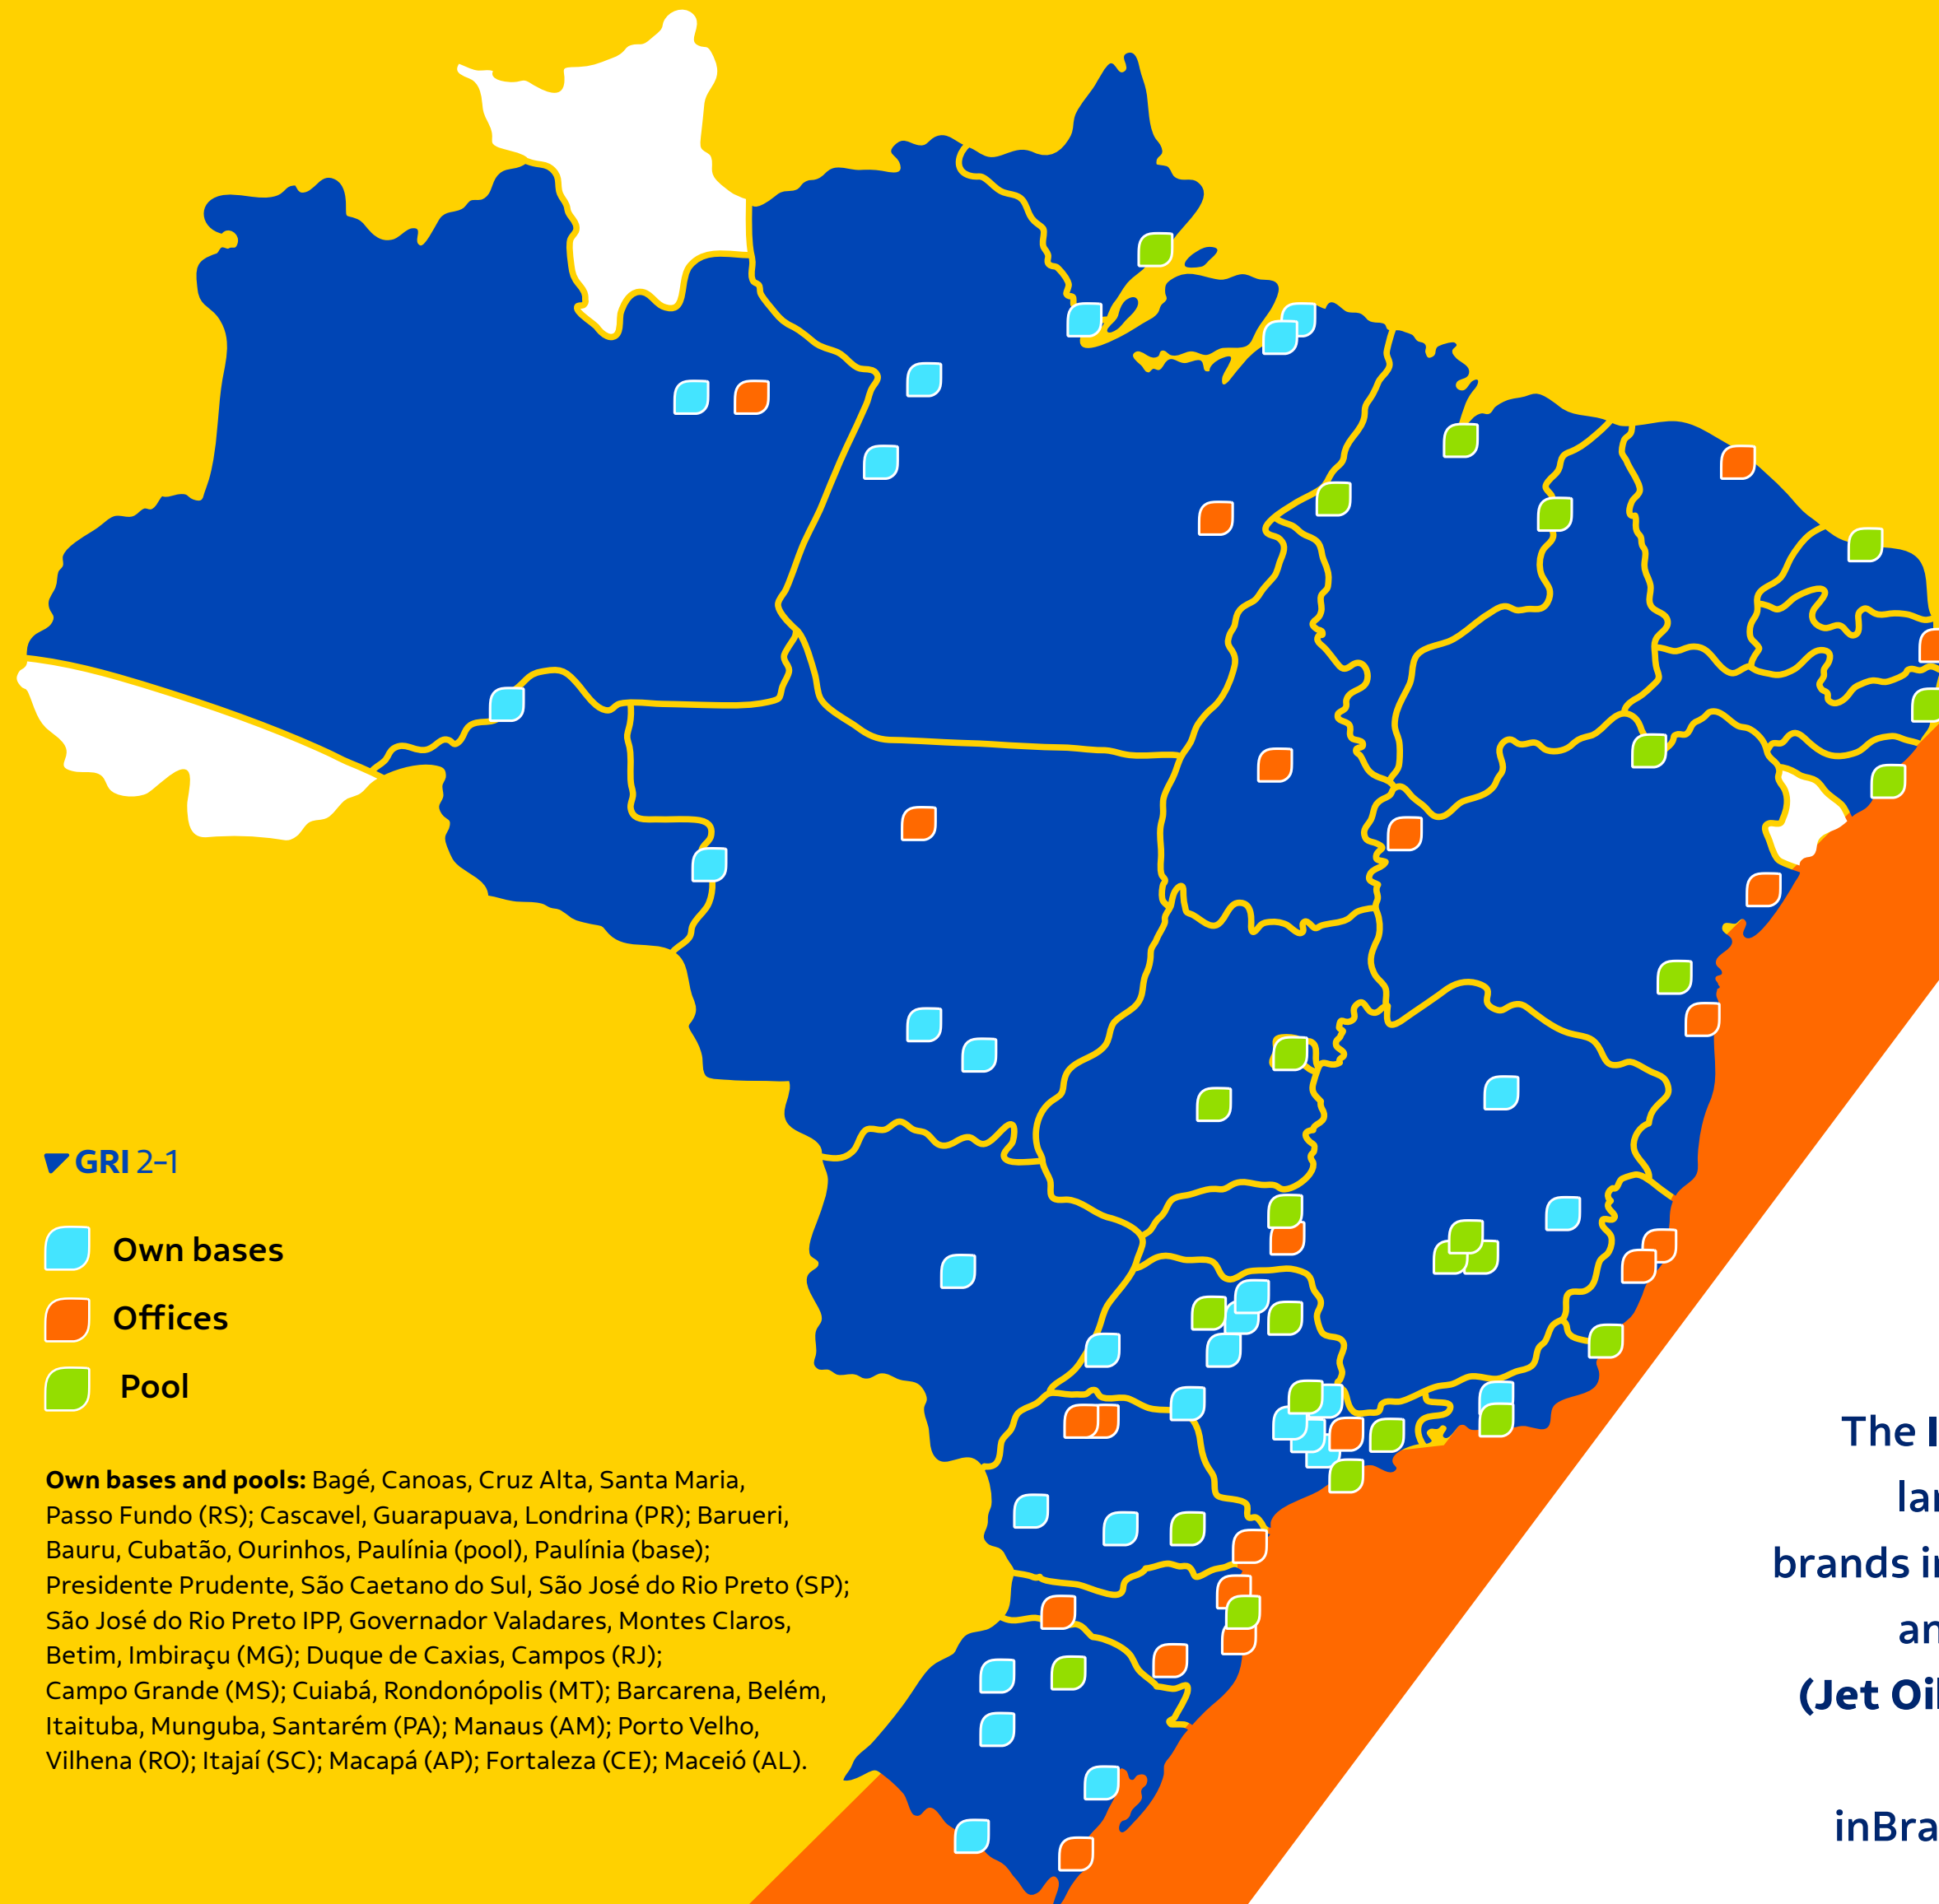 GRI 2-1
Own bases
Offices
Pool
Own bases and pools: Bagé, Canoas, Cruz Alta, Santa Maria,
Passo Fundo (RS); Cascavel, Guarapuava, Londrina (PR); Barueri,
Bauru, Cubatão, Ourinhos, Paulínia (pool), Paulínia (base);
Presidente Prudente, São Caetano do Sul, São José do Rio Preto (SP);
São José do Rio Preto IPP, Governador Valadares, Montes Claros,
Betim, Imbiraçu (MG); Duque de Caxias, Campos (RJ);
Campo Grande (MS); Cuiabá, Rondonópolis (MT); Barcarena, Belém,
Itaituba, Munguba, Santarém (PA); Manaus (AM); Porto Velho,
Vilhena (RO); Itajaí (SC); Macapá (AP); Fortaleza (CE); Maceió (AL).
The
brands
(Jet